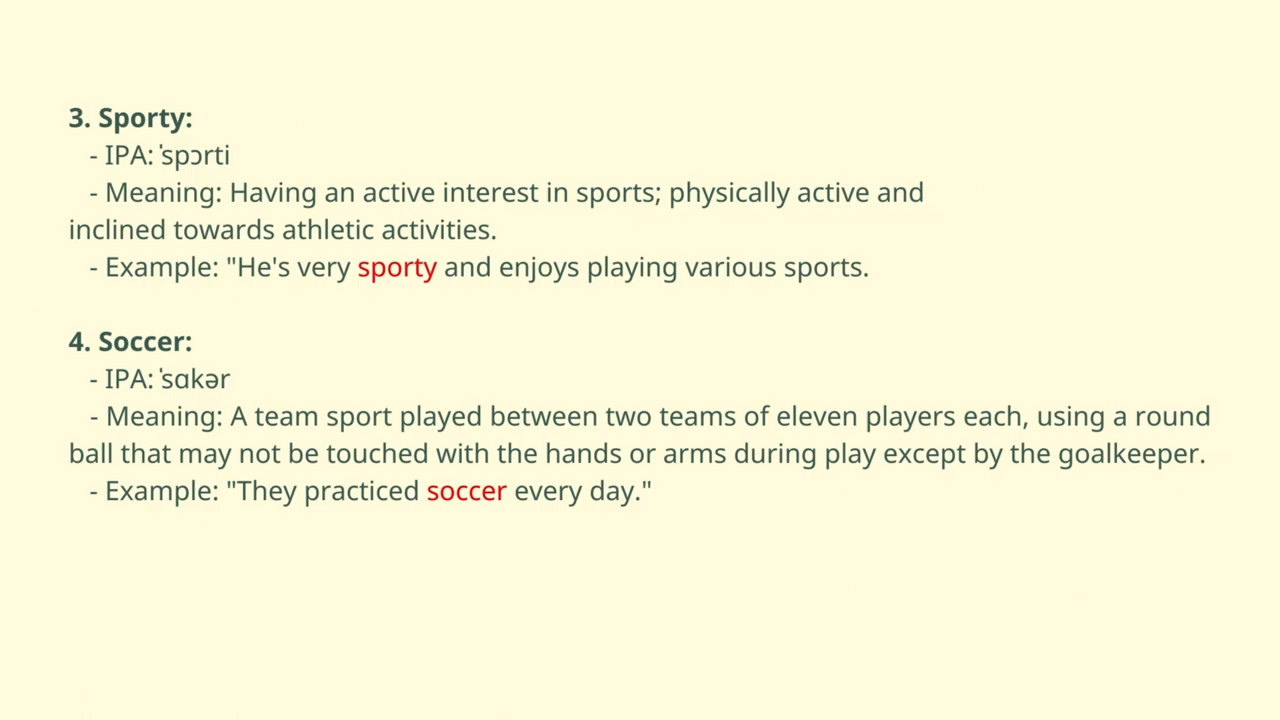 3. Sporty:
- IPA: ˈspɔrti
- Meaning: Having an active interest in sports; physically active and
inclined towards athletic activities.
- Example: "He's very sporty and enjoys playing various sports.
4. Soccer:
- IPA: ˈsɑkər
- Meaning: A team sport played between two teams of eleven players each, using a round
ball that may not be touched with the hands or arms during play except by the goalkeeper.
- Example: "They practiced soccer every day."